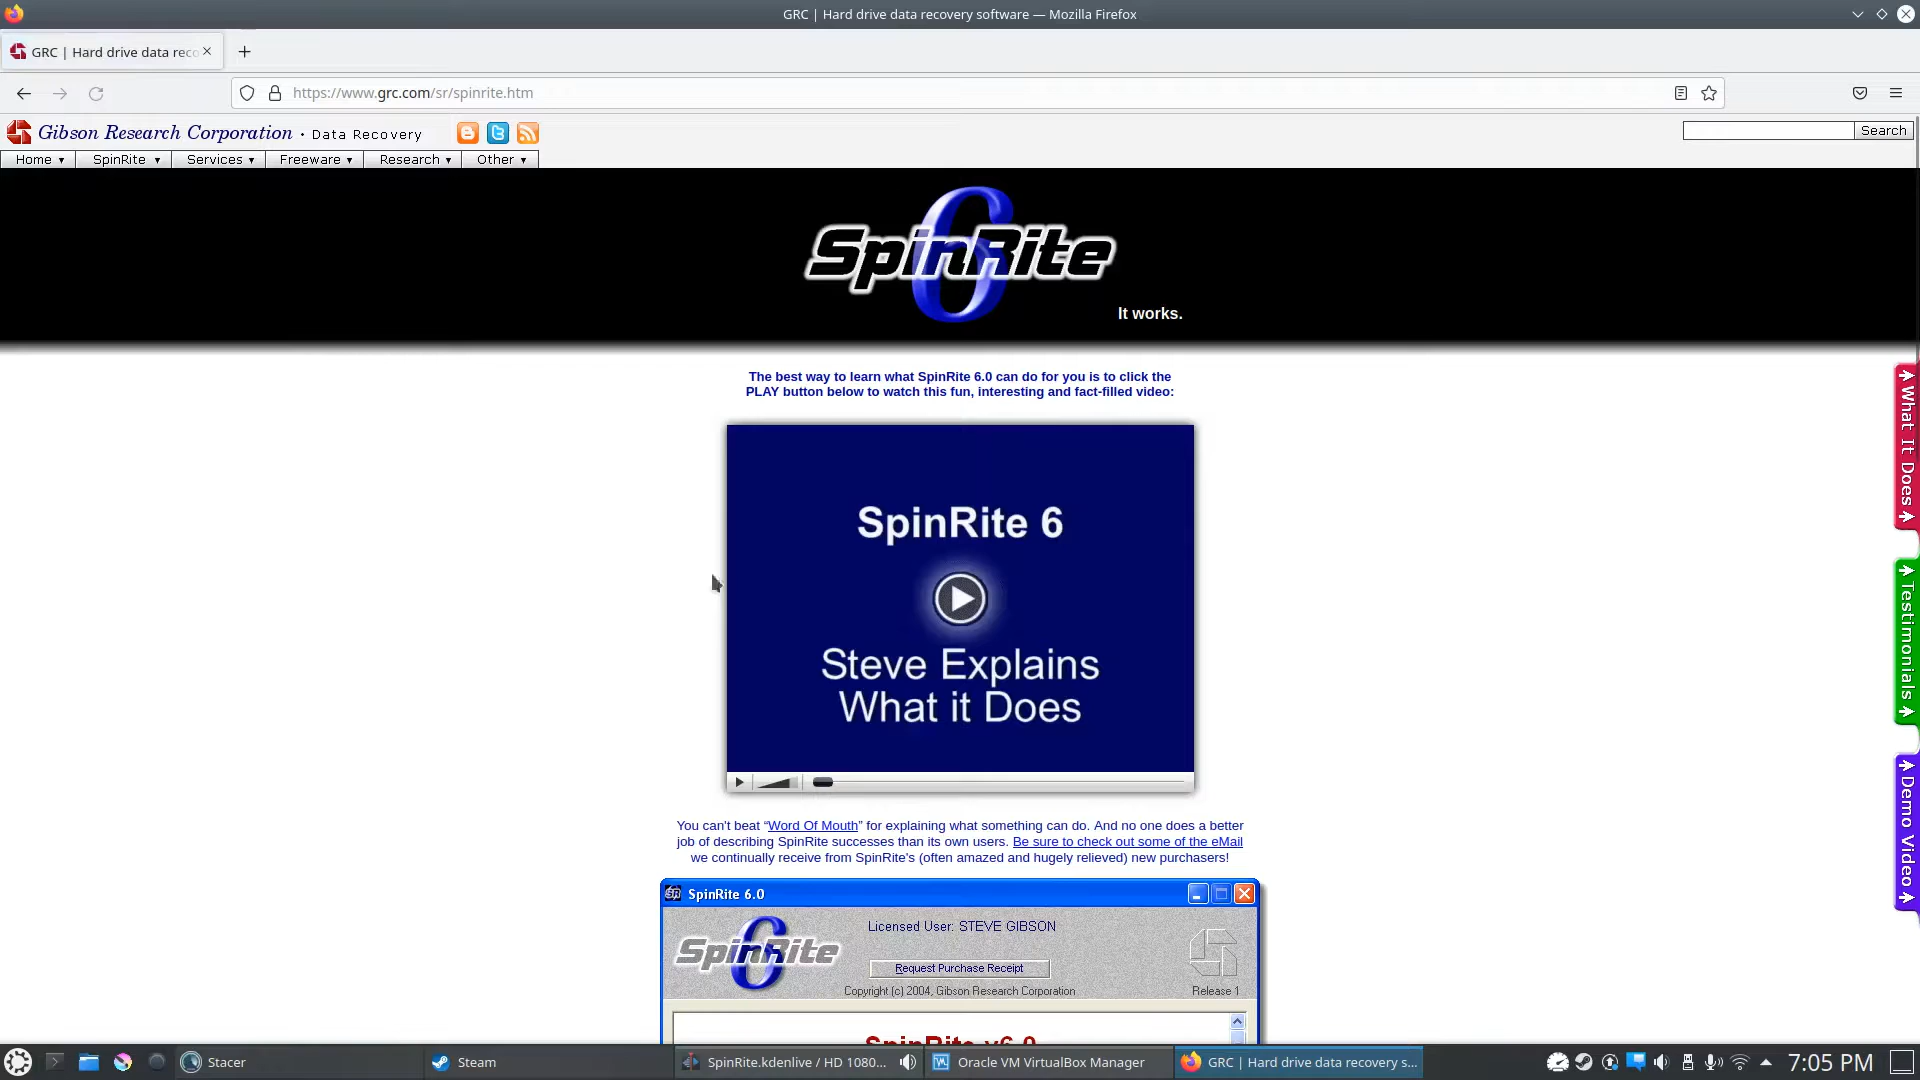 GRC | Hard drive data recovery software — Mozilla Firefox
GRC | Hard drive data reco
https://www.grc.com/sr/spinrite.htm
Gibson Research Corporation · Data Recovery
Search
Home ▾ SpinRite ▾ Services ▾ Freeware ▾ Research ▾ Other ▾
SpinRite 6
It works.
The best way to learn what SpinRite 6.0 can do for you is to click the
PLAY button below to watch this fun, interesting and fact-filled video:
SpinRite 6
Steve Explains
What it Does
What It Does
Testimonials
Demo Video
You can't beat “Word Of Mouth” for explaining what something can do. And no one does a better
job of describing SpinRite successes than its own users. Be sure to check out some of the eMail
we continually receive from SpinRite's (often amazed and hugely relieved) new purchasers!
SpinRite 6.0
SpinRite 6
Licensed User: STEVE GIBSON
Request Purchase Receipt
Copyright (c) 2004, Gibson Research Corporation
Release 1
SpinRite v6.0
Stacer
Steam
SpinRite.kdenlive / HD 1080...
Oracle VM VirtualBox Manager
GRC | Hard drive data recovery s...
7:05 PM